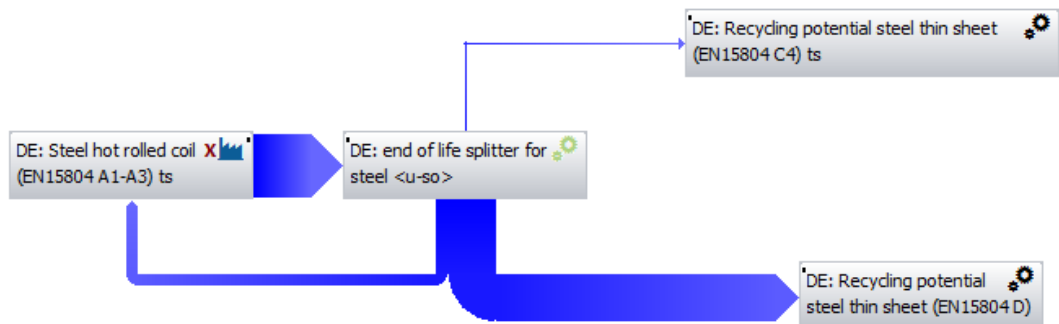 DE: Recycling potential steel thin sheet
(EN15804 C4) ts
DE: Steel hot rolled coil X
(EN15804 A1-A3) ts
DE: end of life splitter for
steel <u-so>
DE: Recycling potential
steel thin sheet (EN15804 D)